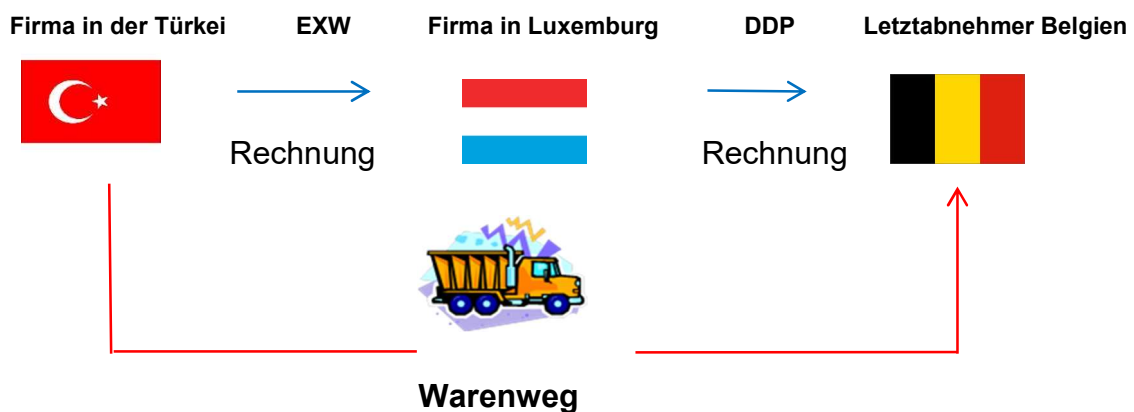 Firma in der Türkei EXW Firma in Luxemburg DDP Letztabnehmer Belgien
Rechnung Rechnung
Warenweg